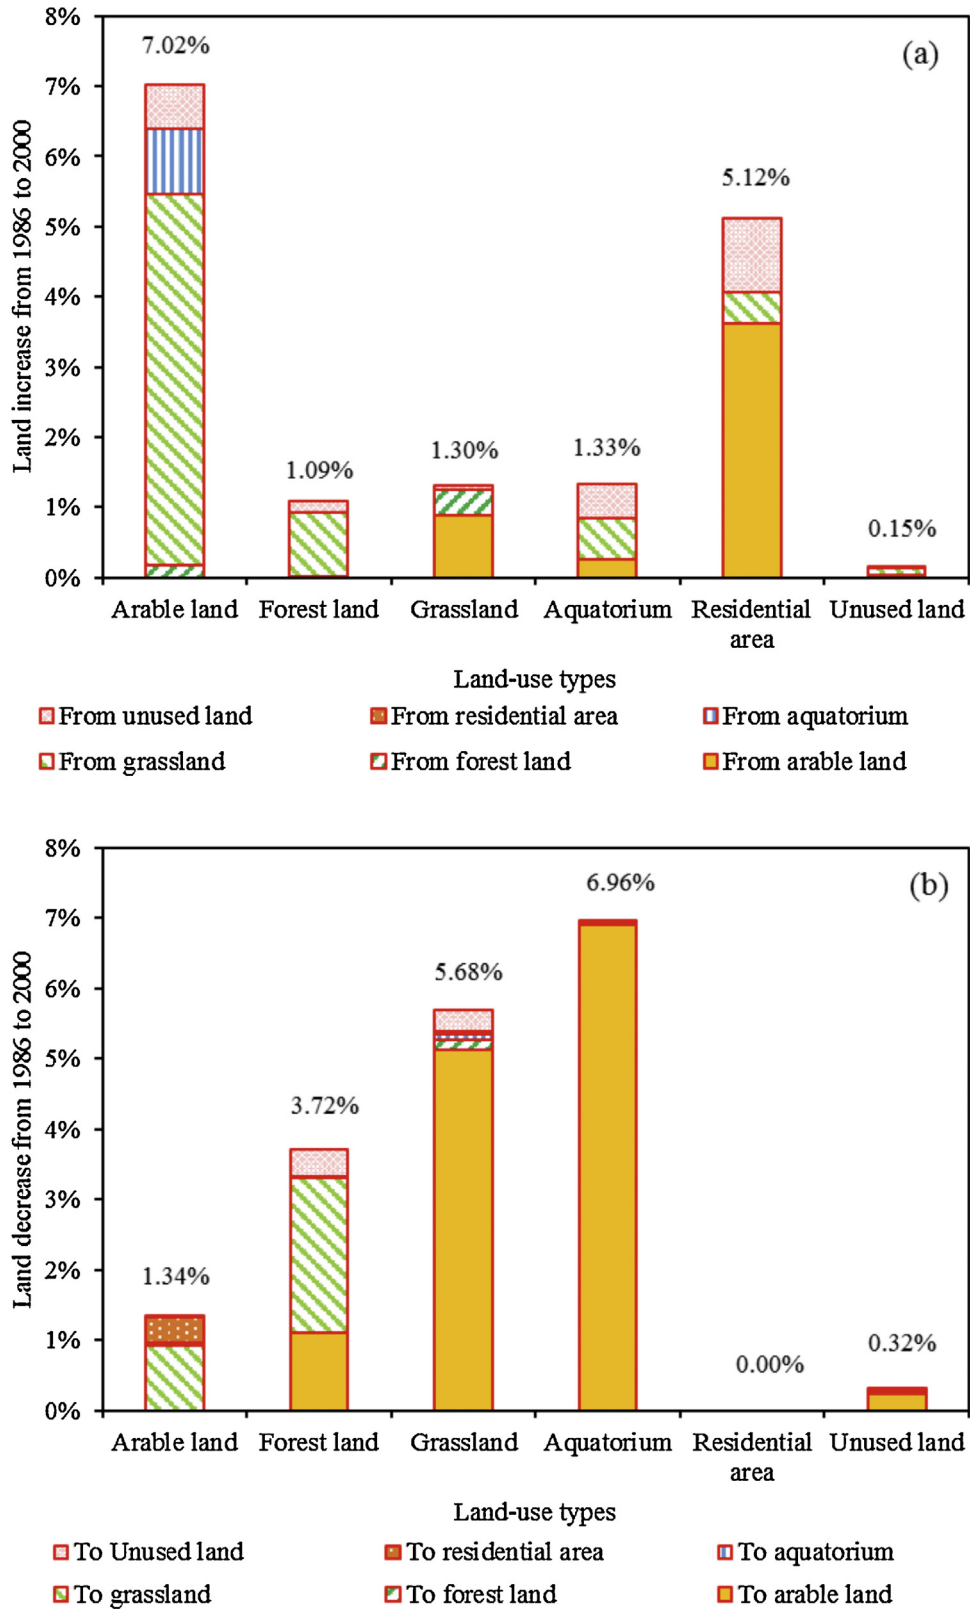 8%
7%
6%
5%
4%
3%
2%
1%
0%
Land increase from 1986 to 2000
(a)
7.02%
1.09%
1.30%
1.33%
5.12%
0.15%
Arable land Forest land Grassland Aquatorium Residential area Unused land
Land-use types
From unused land From residential area From aquatorium
From grassland From forest land From arable land
8%
7%
6%
5%
4%
3%
2%
1%
0%
Land decrease from 1986 to 2000
(b)
1.34%
3.72%
5.68%
6.96%
0.00%
0.32%
Arable land Forest land Grassland Aquatorium Residential area Unused land
Land-use types
To Unused land To residential area To aquatorium
To grassland To forest land To arable land